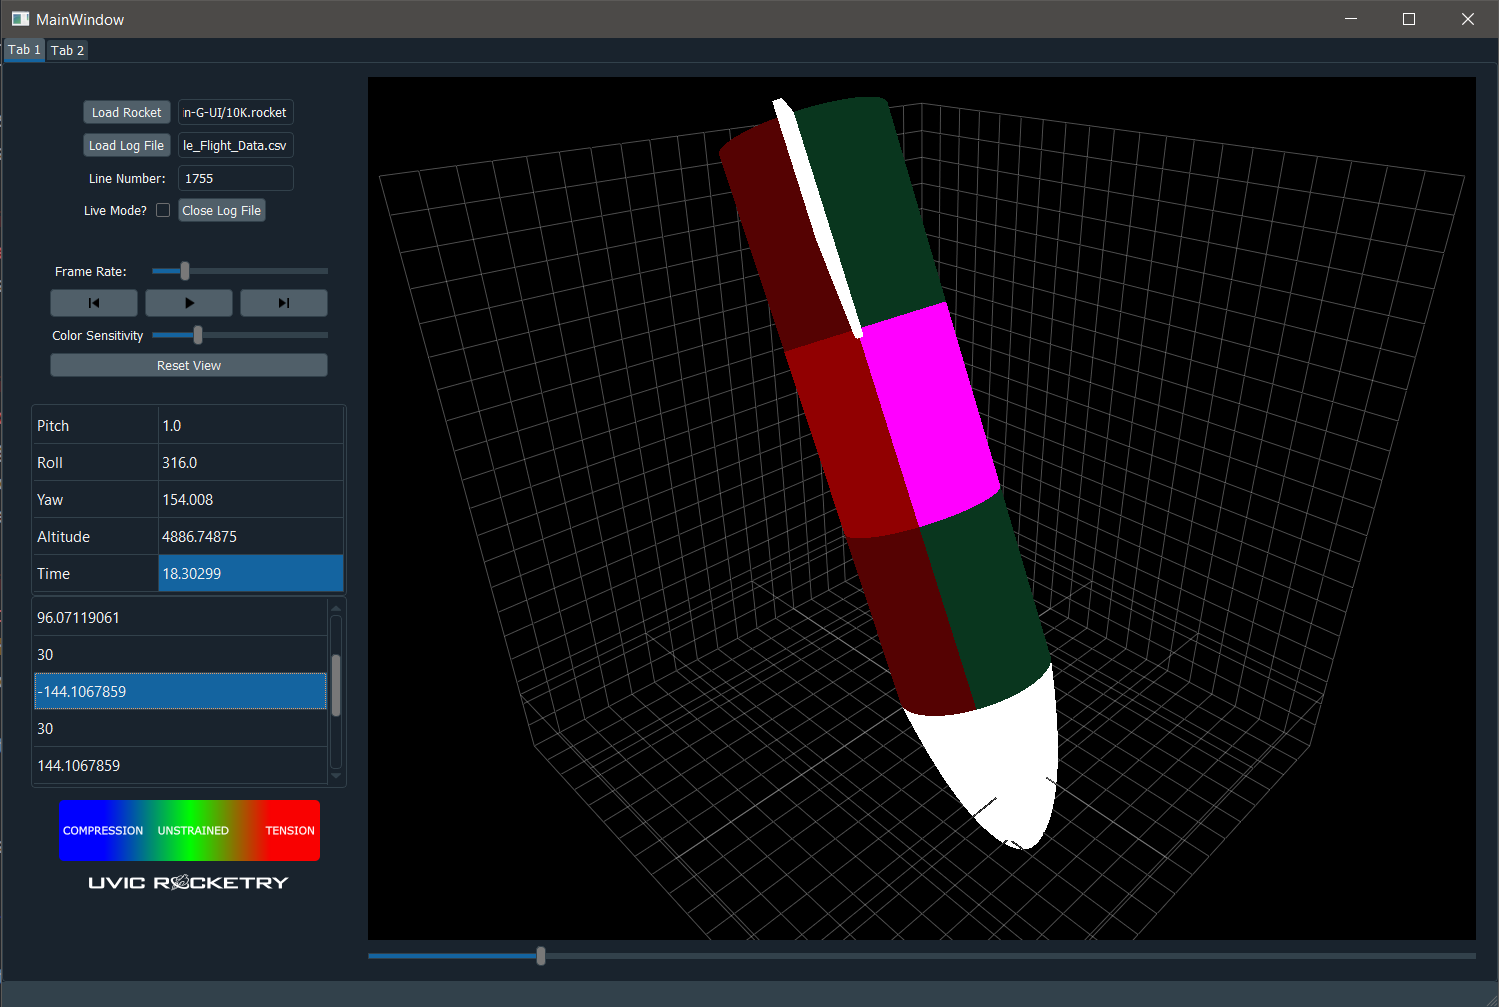 MainWindow
Tab 1 Tab 2
Load Rocket n-G-UI/10K.rocket
Load Log File le_Flight_Data.csv
Line Number: 1755
Live Mode? Close Log File
Frame Rate:
Color Sensitivity
Reset View
Pitch 1.0
Roll 316.0
Yaw 154.008
Altitude 4886.74875
Time 18.30299
96.07119061
30
-144.1067859
30
144.1067859
COMPRESSION UNSTRAINED TENSION
UVIC ROCKETRY